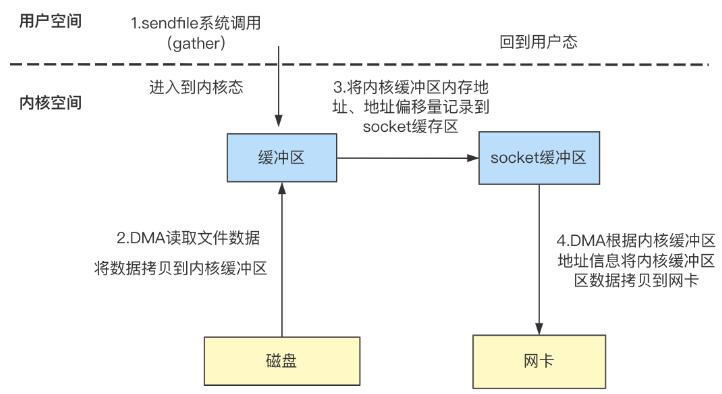 用户空间
1.sendfile系统调用
（gather）
回到用户态
内核空间
进入到内核态
3.将内核缓冲区内存地
址、地址偏移量记录到
socket缓存区
缓冲区
socket缓冲区
2.DMA读取文件数据
将数据拷贝到内核缓冲区
4.DMA根据内核缓冲区
地址信息将内核缓冲区
区数据拷贝到网卡
磁盘
网卡